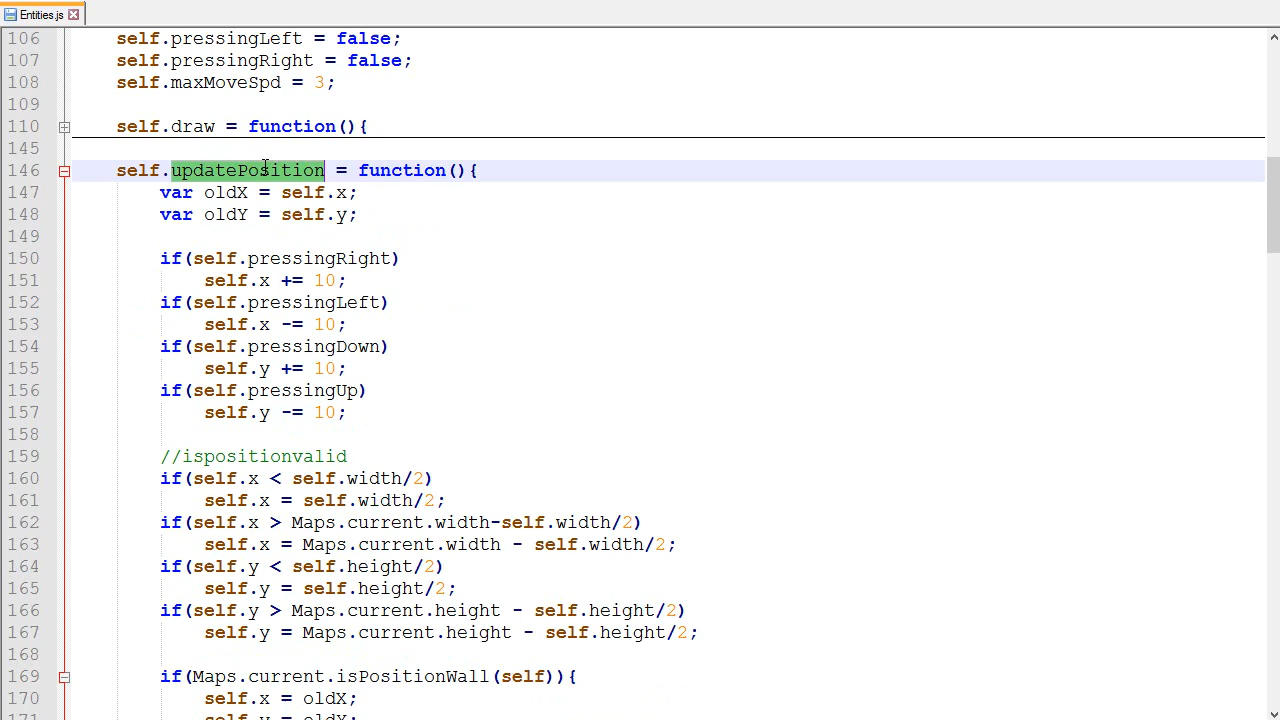 Entities.js
106 self.pressingLeft = false;
107 self.pressingRight = false;
108 self.maxMoveSpd = 3;
109
110 self.draw = function(){
145
146 self.updatePosition = function(){
147 var oldX = self.x;
148 var oldY = self.y;
149
150 if(self.pressingRight)
151 self.x += 10;
152 if(self.pressingLeft)
153 self.x -= 10;
154 if(self.pressingDown)
155 self.y += 10;
156 if(self.pressingUp)
157 self.y -= 10;
158
159 //ispositionvalid
160 if(self.x < self.width/2)
161 self.x = self.width/2;
162 if(self.x > Maps.current.width-self.width/2)
163 self.x = Maps.current.width - self.width/2;
164 if(self.y < self.height/2)
165 self.y = self.height/2;
166 if(self.y > Maps.current.height - self.height/2)
167 self.y = Maps.current.height - self.height/2;
168
169 if(Maps.current.isPositionWall(self)){
170 self.x = oldX;
171 self.y = oldY;